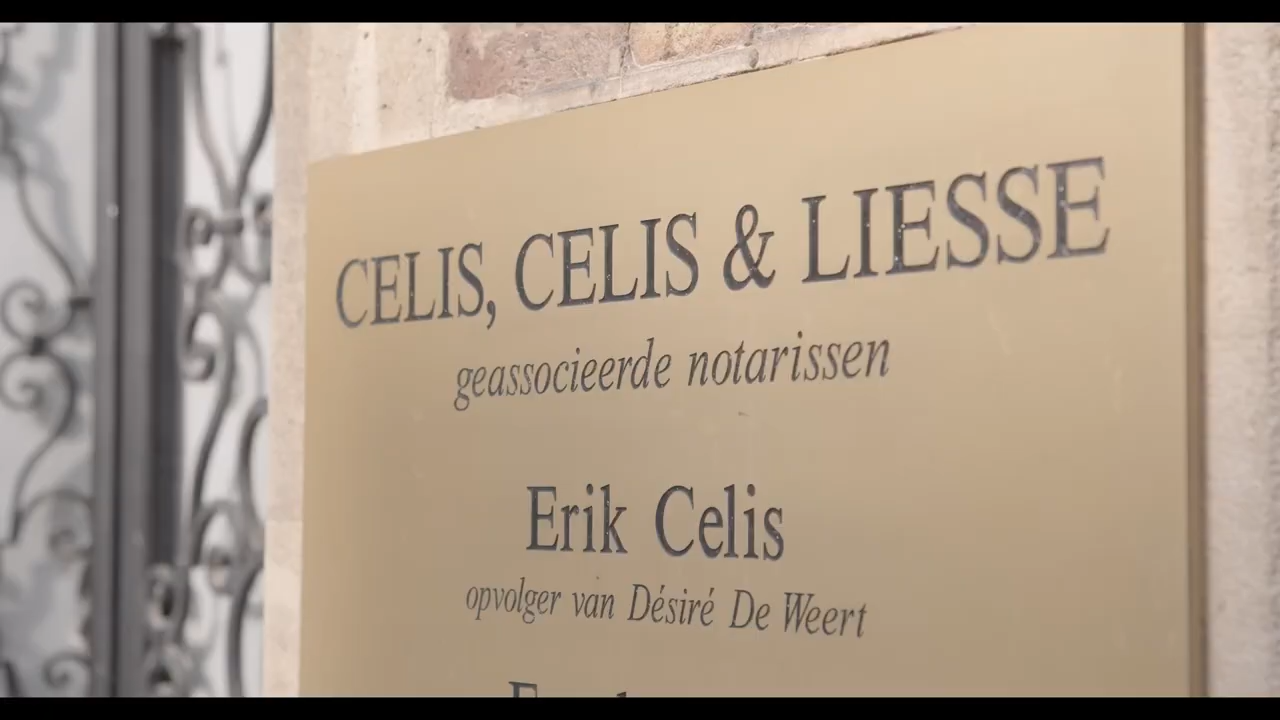 CELIS, CELIS & LIESSE
geassocieerde notarissen
Erik Celis
opvolger van Désiré De Weert